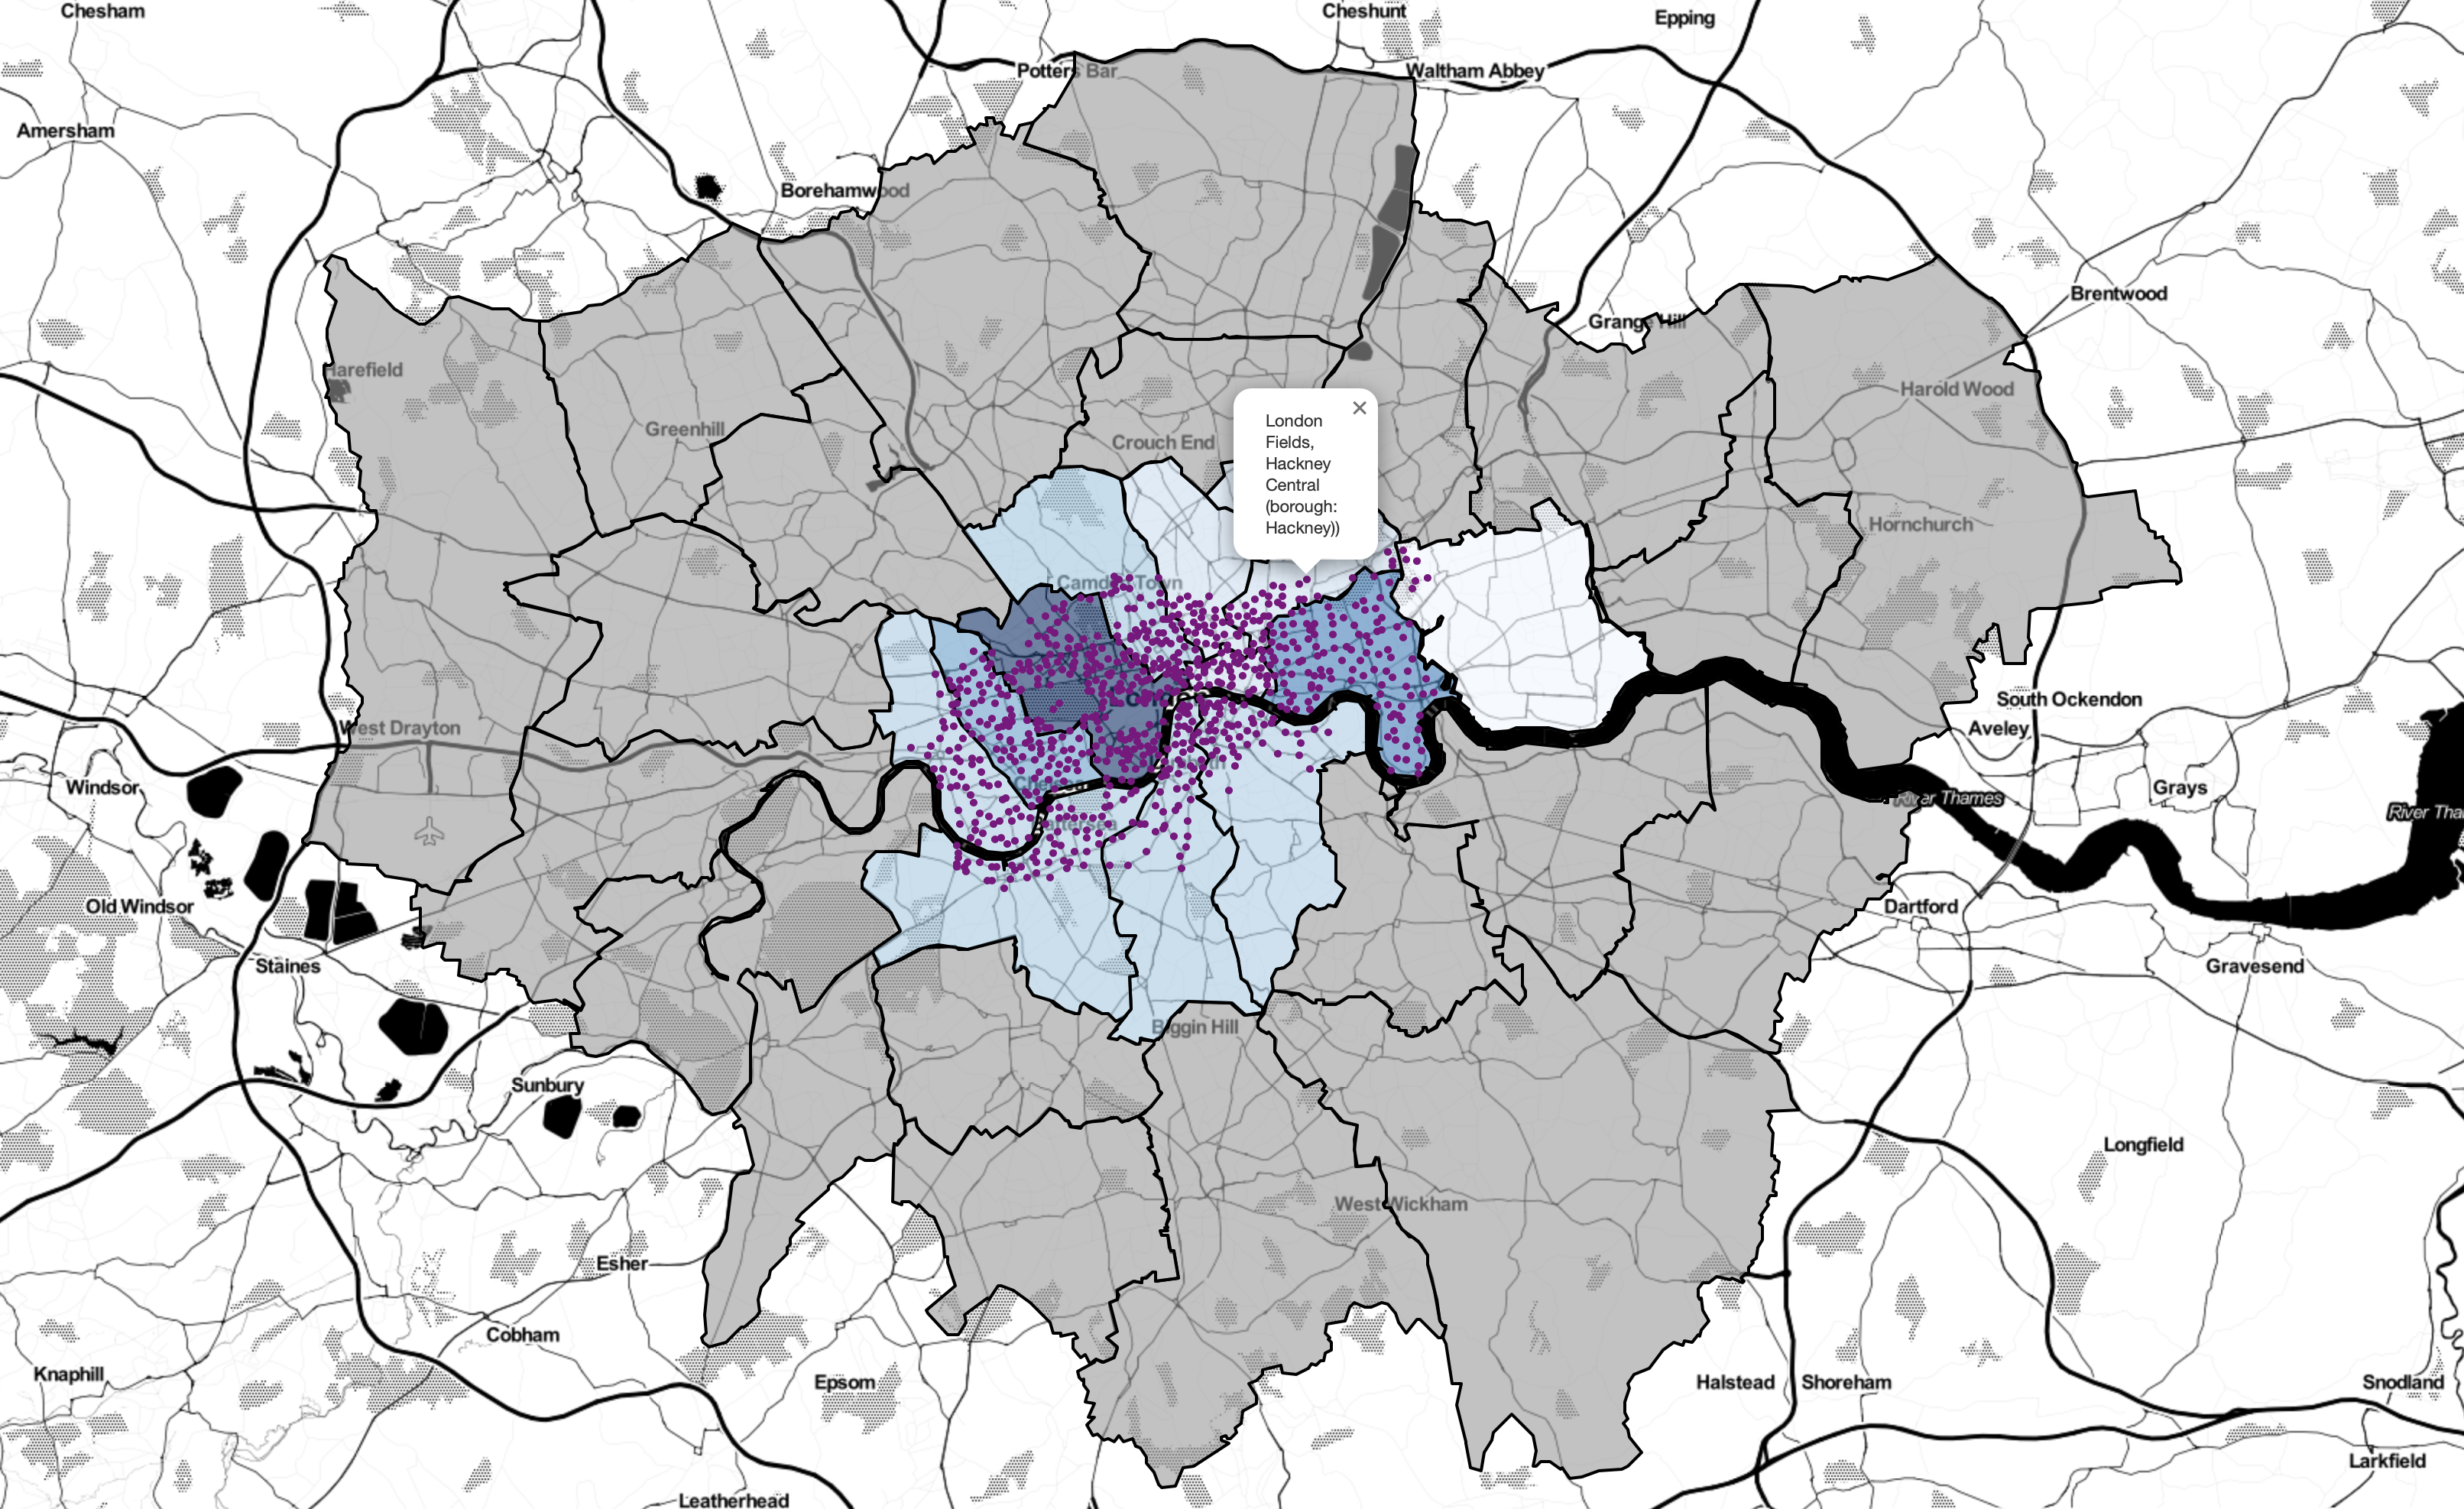 Chesham
Cheshunt
Epping
Potters Bar
Waltham Abbey
Amersham
Borehamwood
Brentwood
Grange Hill
Harefield
Harold Wood
London
Fields,
Hackney
Central
(borough:
Hackney))
Greenhill
Crouch End
Hornchurch
Camden Town
South Ockendon
West Drayton
Aveley
Windsor
Grays
River Thames
Old Windsor
Dartford
Staines
Gravesend
Biggin Hill
Sunbury
Longfield
West Wickham
Esher
Cobham
Knaphill
Epsom
Halstead
Shoreham
Snodland
Larkfield
Leatherhead